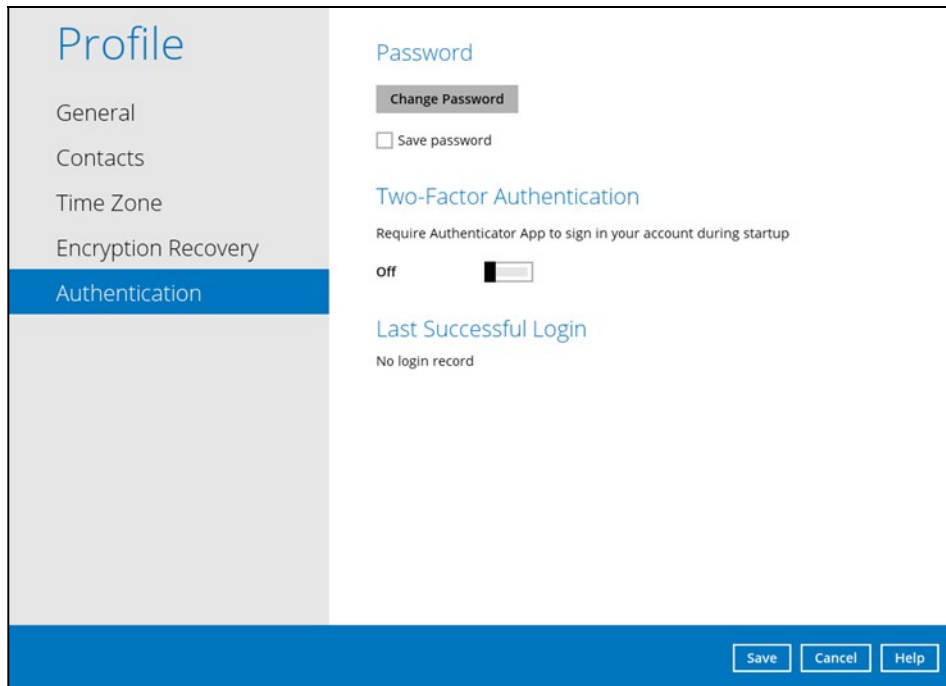 Profile
General
Contacts
Time Zone
Encryption Recovery
Authentication
Password
Change Password
Save password
Two-Factor Authentication
Require Authenticator App to sign in your account during startup
Off
Last Successful Login
No login record
Save
Cancel
Help